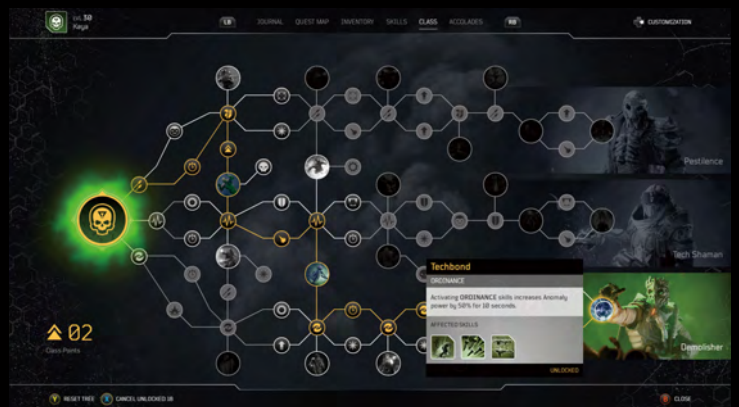 LVL 30
Kaya
LB
JOURNAL
QUEST MAP
INVENTORY
SKILLS
CLASS
ACCOLADES
RB
CUSTOMIZATION
Pestilence
Tech Shaman
Techbond
ORDINANCE
Activating ORDINANCE skills increases Anomaly
power by 50% for 10 seconds.
AFFECTED SKILLS
UNLOCKED
Demolisher
02
Class Points
Y RESET TREE
X CANCEL UNLOCKED 18
B CLOSE